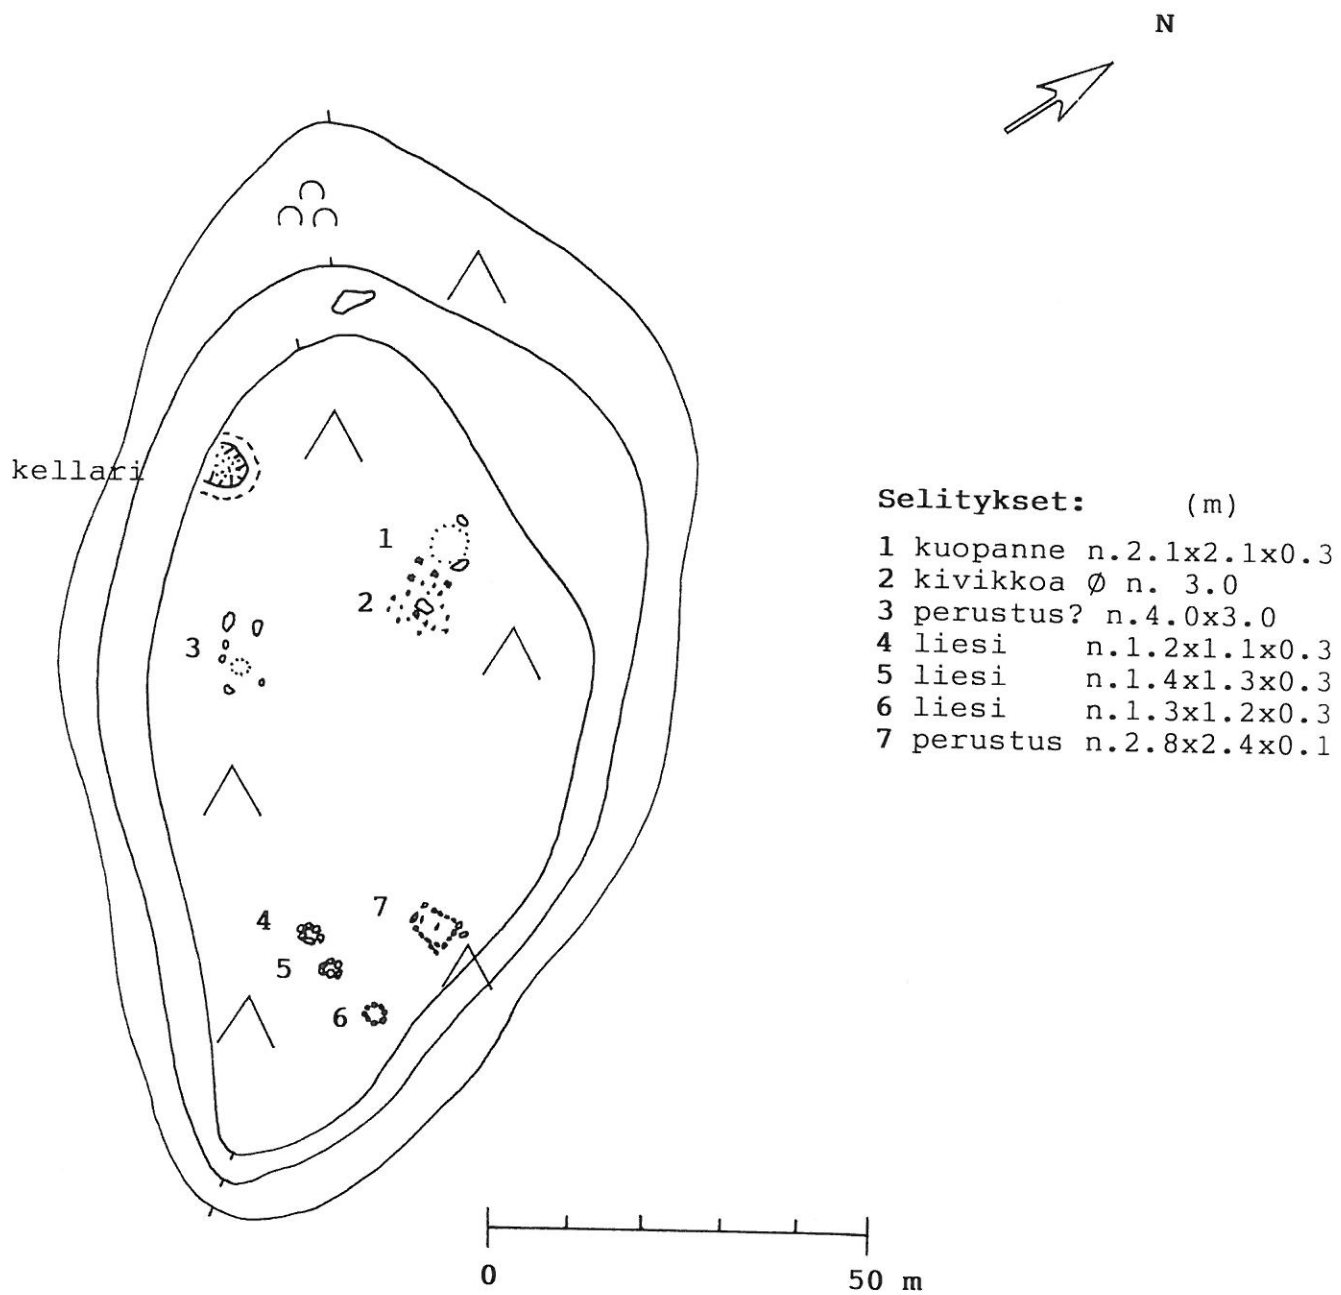 N
kellari
1
2
3
4
5
6
7
Selitykset: (m)
1 kuopanne n.2.1x2.1x0.3
2 kivikkoa Ø n. 3.0
3 perustus? n.4.0x3.0
4 liesi n.1.2x1.1x0.3
5 liesi n.1.4x1.3x0.3
6 liesi n.1.3x1.2x0.3
7 perustus n.2.8x2.4x0.1
0 50 m